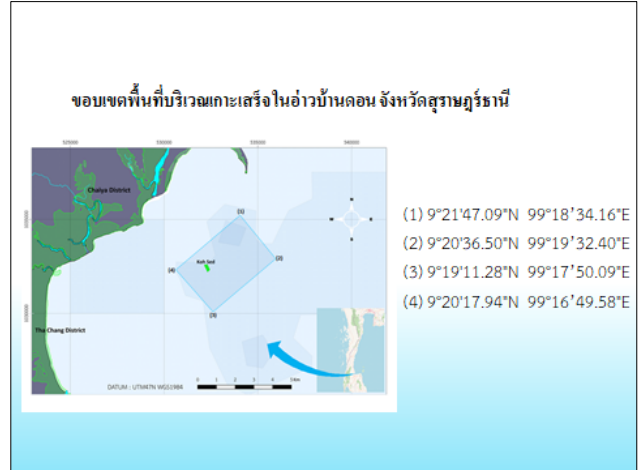 ขอบเขตพื้นที่บริเวณเกาะเสร็จในอ่าวบ้านดอน จังหวัดสุราษฎร์ธานี
525000 530000 535000 540000
Chaiya District
(1)
(2)
Koh Sed
(4)
(3)
Tha Chang District
DATUM : UTM47N WGS1984
(1) 9°21'47.09"N 99°18'34.16"E
(2) 9°20'36.50"N 99°19'32.40"E
(3) 9°19'11.28"N 99°17'50.09"E
(4) 9°20'17.94"N 99°16'49.58"E